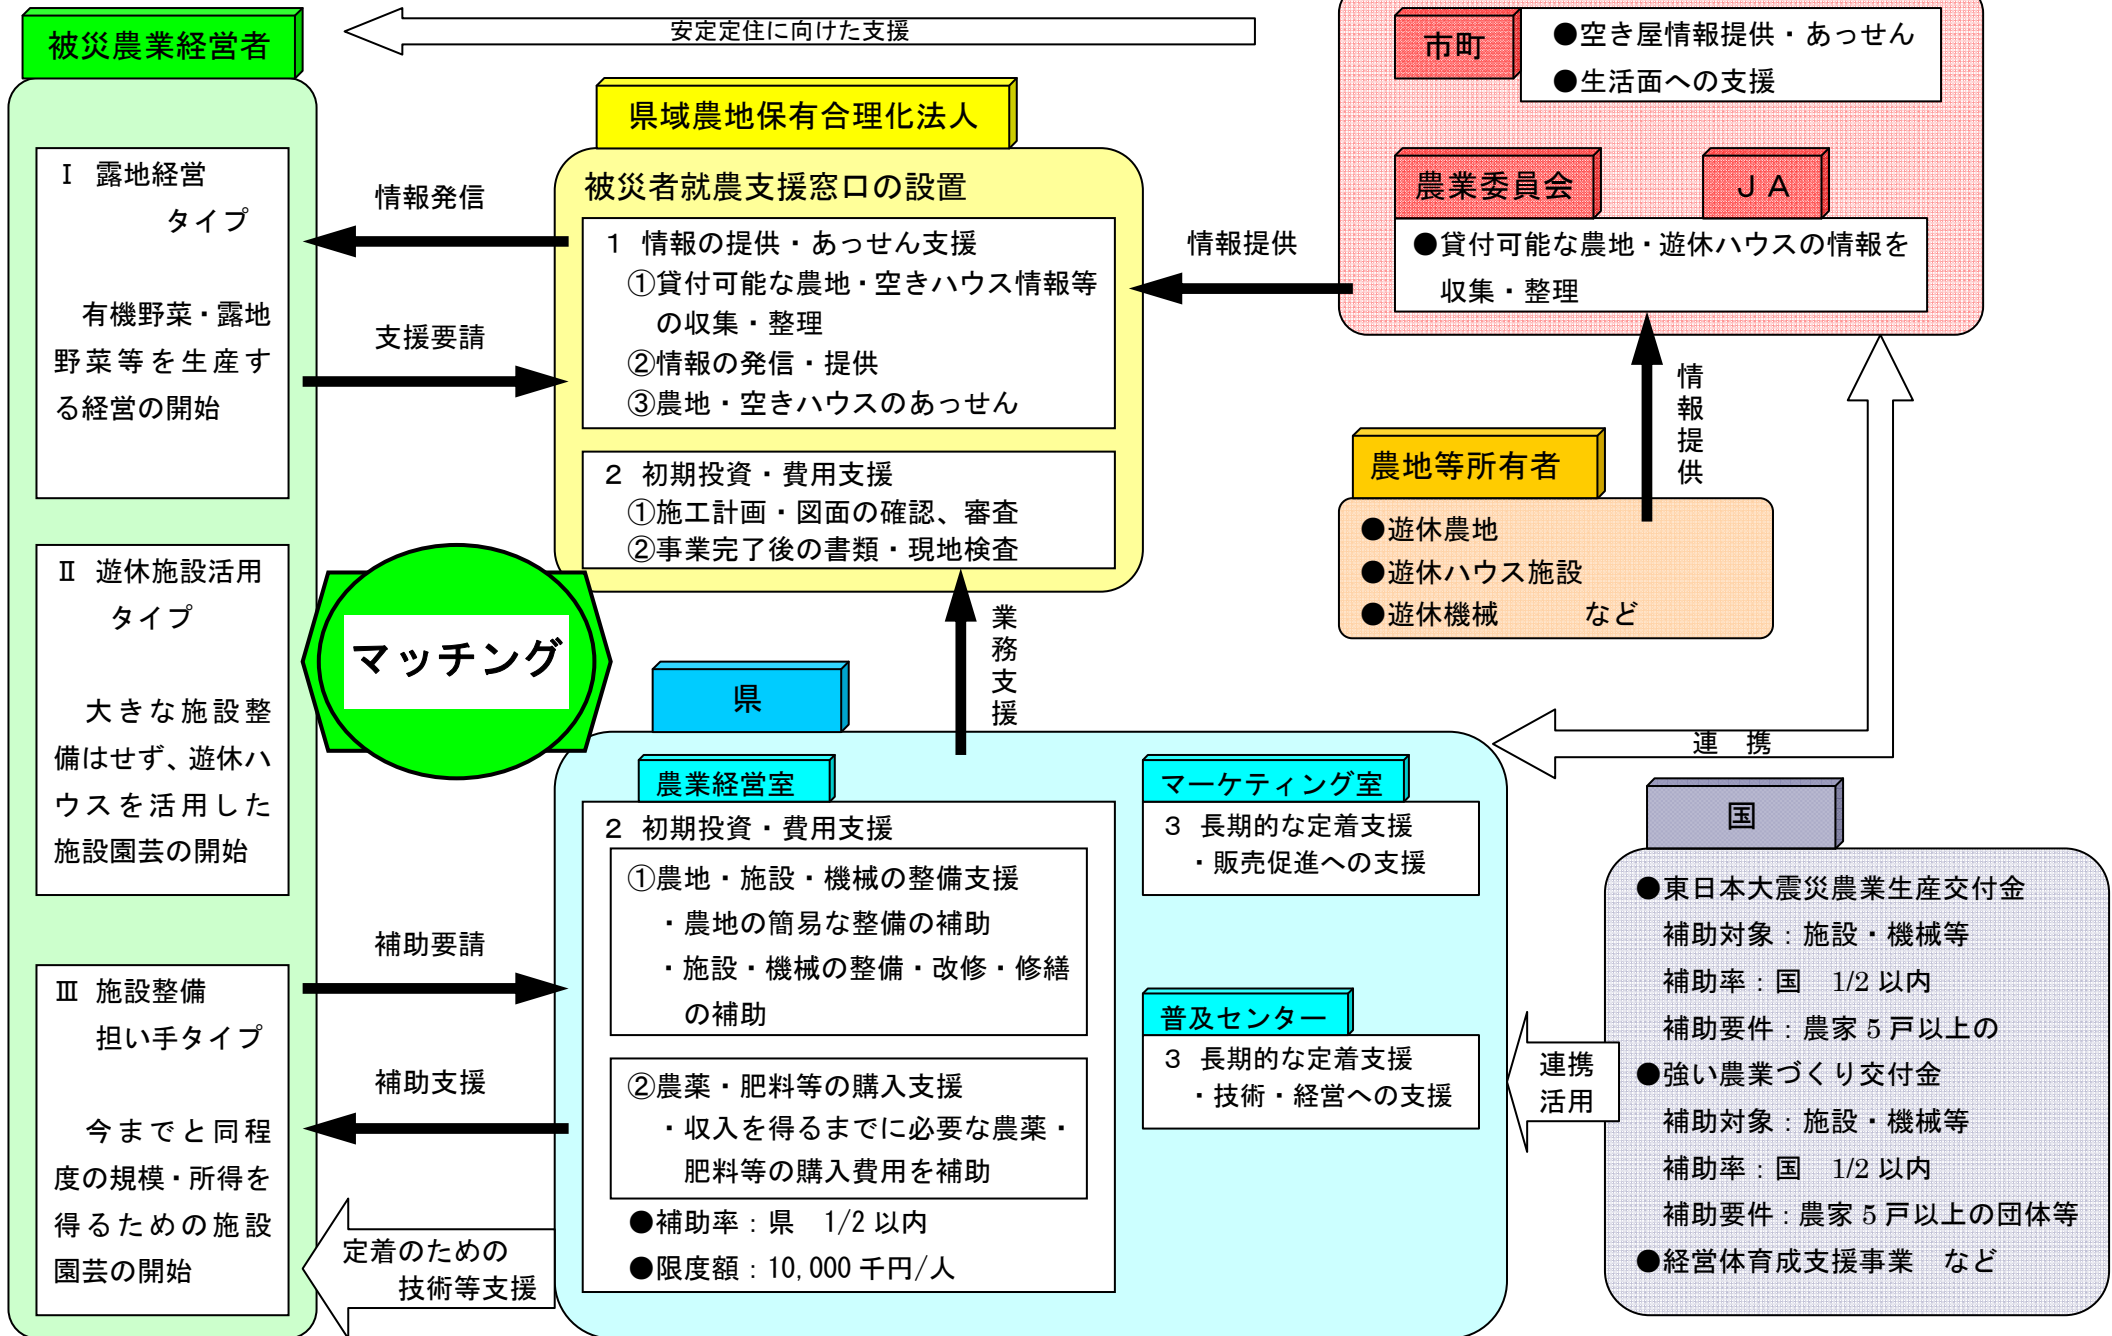 被災農業経営者
安定定住に向けた支援
市町
●空き屋情報提供・あっせん
●生活面への支援
県域農地保有合理化法人
被災者就農支援窓口の設置
1 情報の提供・あっせん支援
①貸付可能な農地・空きハウス情報等
の収集・整理
②情報の発信・提供
③農地・空きハウスのあっせん
2 初期投資・費用支援
①施工計画・図面の確認、審査
②事業完了後の書類・現地検査
農業委員会
JA
●貸付可能な農地・遊休ハウスの情報を
収集・整理
情報発信
支援要請
情報提供
情報提供
Ⅰ 露地経営
タイプ
有機野菜・露地
野菜等を生産す
る経営の開始
Ⅱ 遊休施設活用
タイプ
大きな施設整
備はせず、遊休ハ
ウスを活用した
施設園芸の開始
Ⅲ 施設整備
担い手タイプ
今までと同程
度の規模・所得を
得るための施設
園芸の開始
マッチング
農地等所有者
●遊休農地
●遊休ハウス施設
●遊休機械 など
業務支援
連 携
県
農業経営室
2 初期投資・費用支援
①農地・施設・機械の整備支援
・農地の簡易な整備の補助
・施設・機械の整備・改修・修繕
の補助
②農薬・肥料等の購入支援
・収入を得るまでに必要な農薬・
肥料等の購入費用を補助
●補助率：県 1/2 以内
●限度額：10,000 千円/人
マーケティング室
3 長期的な定着支援
・販売促進への支援
普及センター
3 長期的な定着支援
・技術・経営への支援
補助要請
補助支援
定着のための
技術等支援
連携
活用
国
●東日本大震災農業生産交付金
補助対象：施設・機械等
補助率：国 1/2 以内
補助要件：農家 5 戸以上の
●強い農業づくり交付金
補助対象：施設・機械等
補助率：国 1/2 以内
補助要件：農家 5 戸以上の団体等
●経営体育成支援事業 など